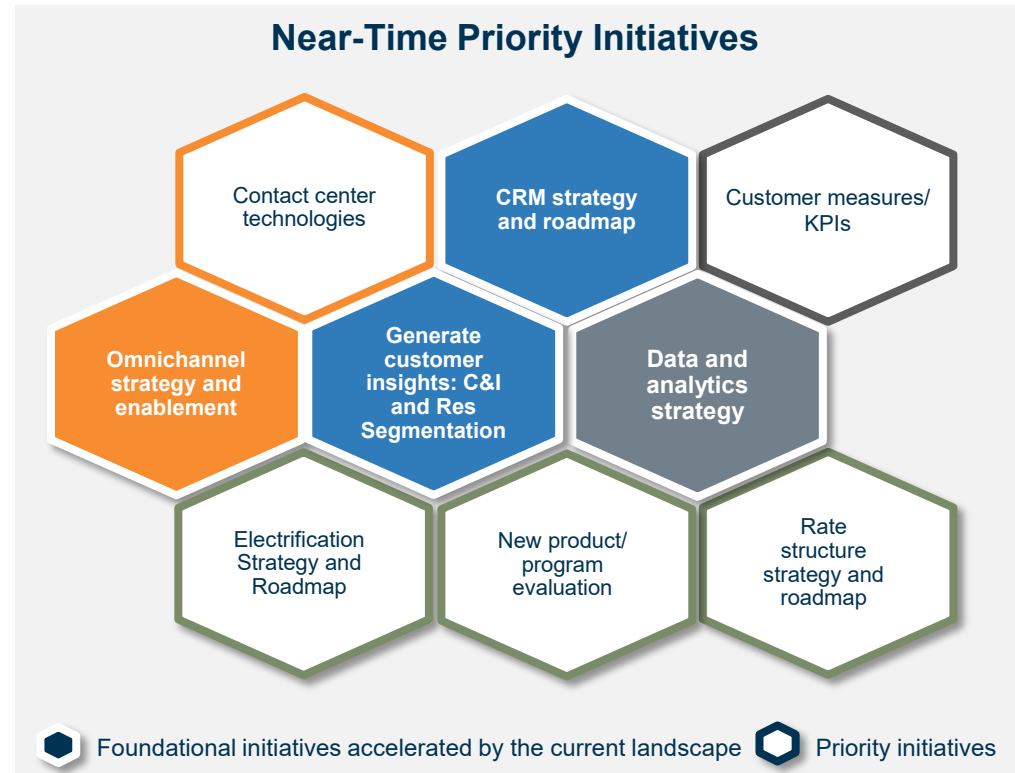 Near-Time Priority Initiatives
Contact center
technologies
CRM strategy
and roadmap
Customer measures/
KPIs
Omnichannel
strategy and
enablement
Generate
customer
insights: C&I
and Res
Segmentation
Data and
analytics
strategy
Electrification
Strategy and
Roadmap
New product/
program
evaluation
Rate
structure
strategy and
roadmap
Foundational initiatives accelerated by the current landscape
Priority initiatives